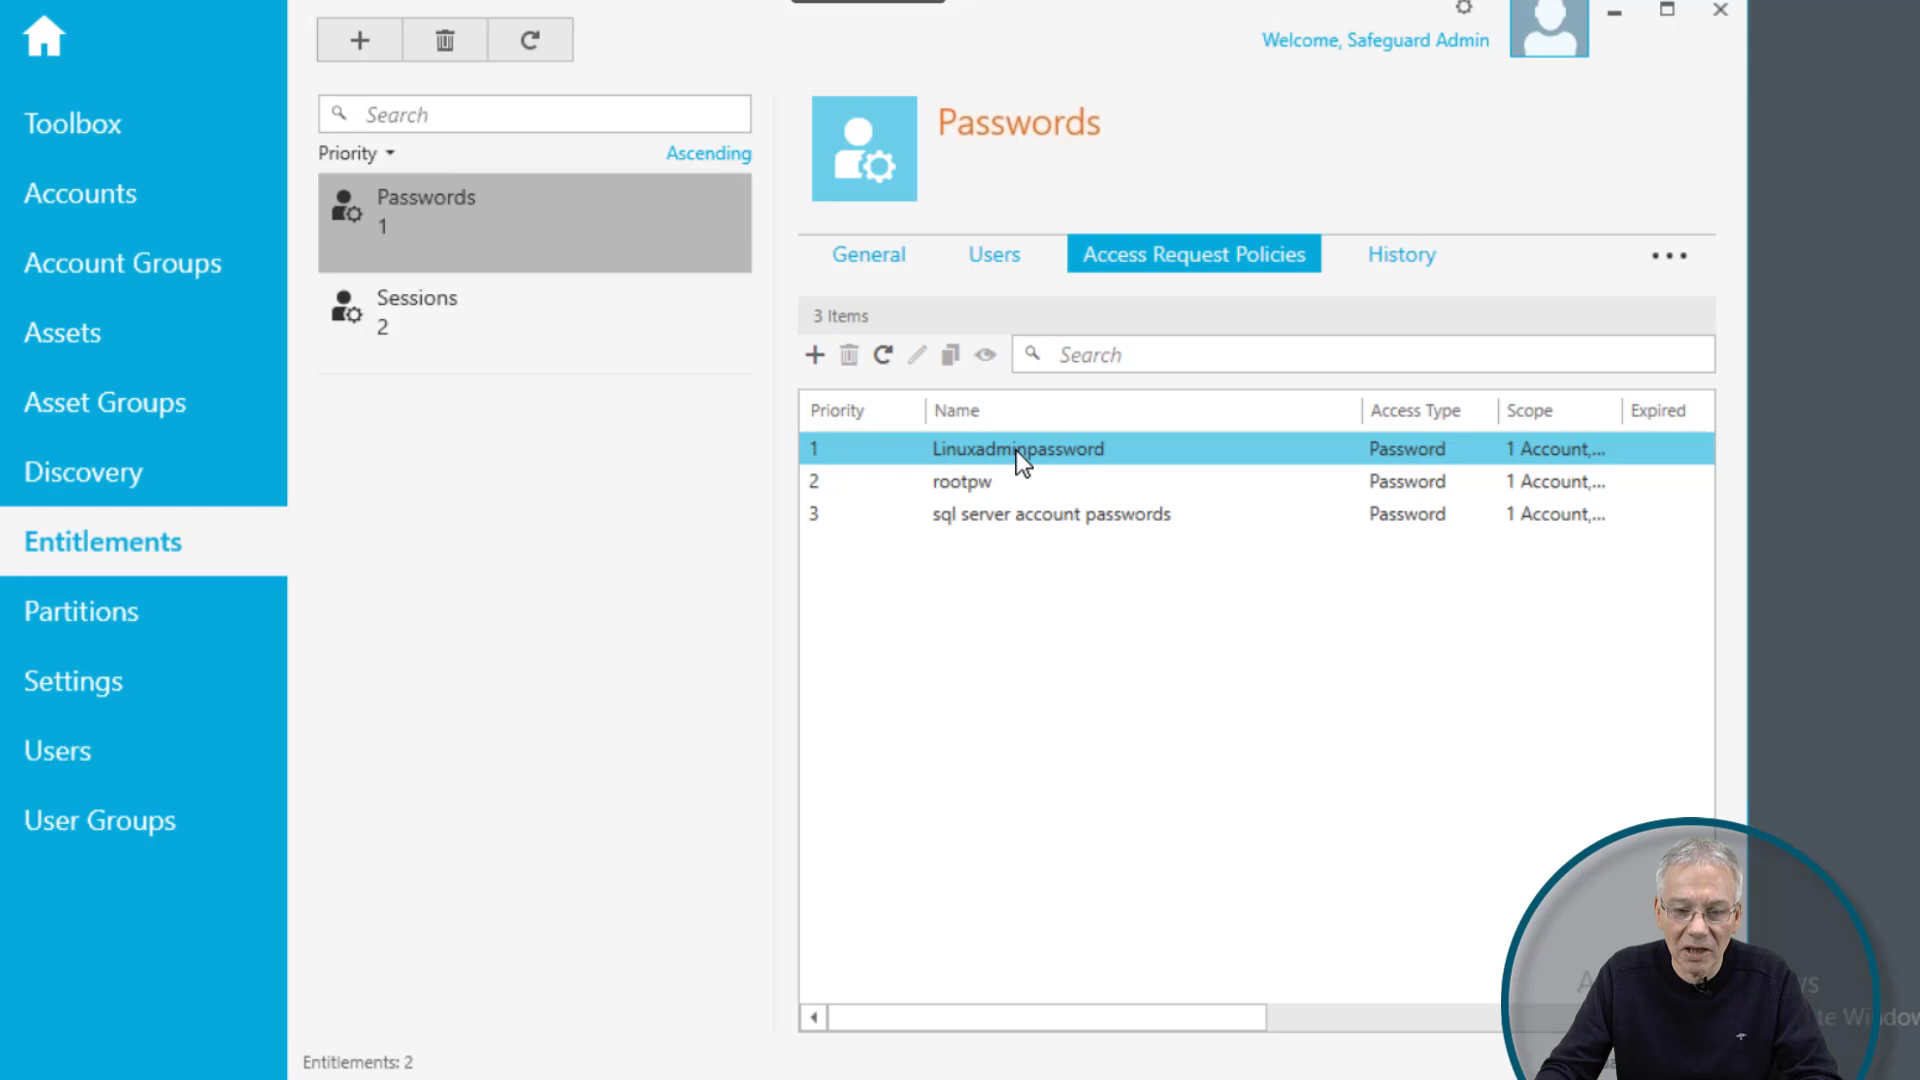 Welcome, Safeguard Admin
Toolbox
Accounts
Account Groups
Assets
Asset Groups
Discovery
Entitlements
Partitions
Settings
Users
User Groups
Search
Priority
Ascending
Passwords
1
Sessions
2
Entitlements: 2
Passwords
General Users Access Request Policies History
3 Items
Search
Priority Name Access Type Scope Expired
1 Linuxadminpassword Password 1 Account,...
2 rootpw Password 1 Account,...
3 sql server account passwords Password 1 Account,...